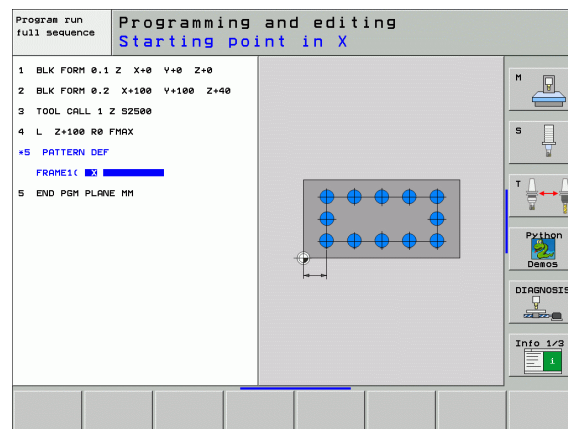 Program run
full sequence
Programming and editing
Starting point in X
1 BLK FORM 0.1 Z X+0 Y+0 Z+0
2 BLK FORM 0.2 X+100 Y+100 Z+40
3 TOOL CALL 1 Z S2500
4 L Z+100 R0 FMAX
*5 PATTERN DEF
FRAME1( X
5 END PGM PLANE MM
M
S
T
Python
Demos
DIAGNOSIS
Info 1/3
i